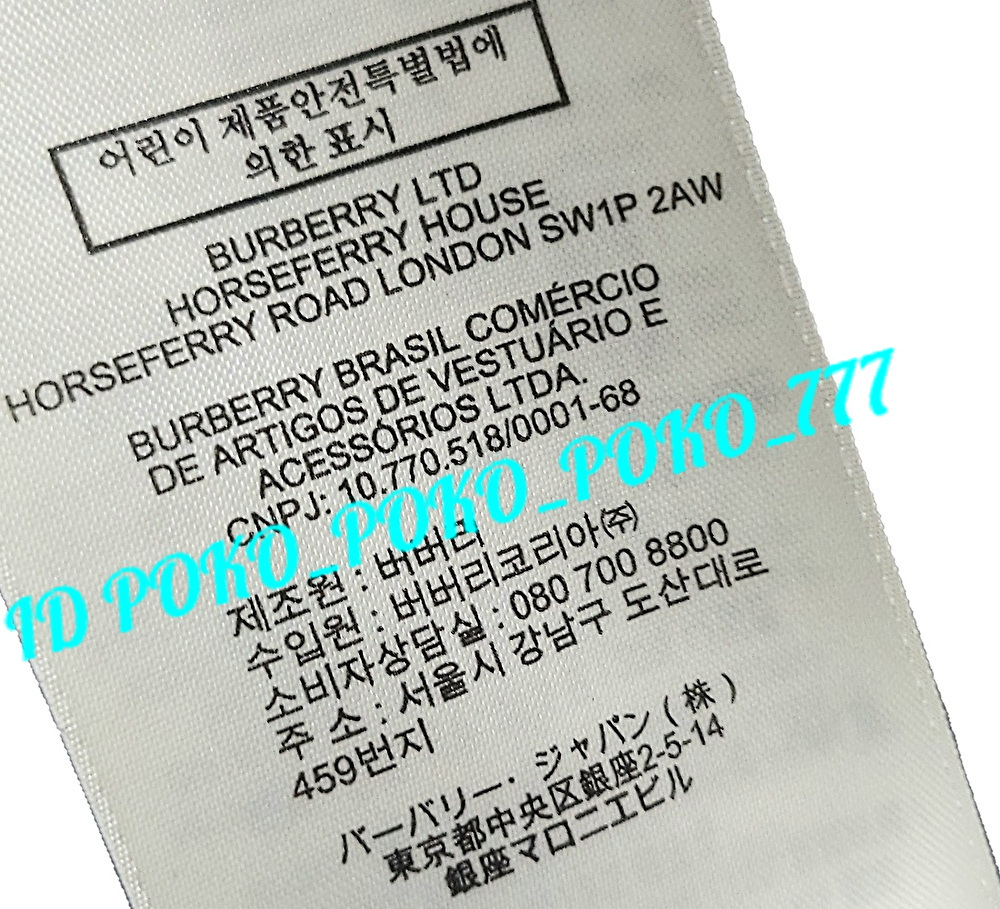 어린이 제품안전특별법에
의한 표시
BURBERRY LTD
HORSEFERRY HOUSE
HORSEFERRY ROAD LONDON SW1P 2AW
BURBERRY BRASIL COMÉRCIO
DE ARTIGOS DE VESTUÁRIO E
ACESSÓRIOS LTDA.
CNPJ: 10.770.518/0001-68
ID POKO_POKO_POKO_777
제조원 : 버버리
수입원 : 버버리코리아㈜
소비자상담실 : 080 700 8800
주 소 : 서울시 강남구 도산대로
459번지
バーバリー・ジャパン(株)
東京都中央区銀座2-5-14
銀座マロニエビル